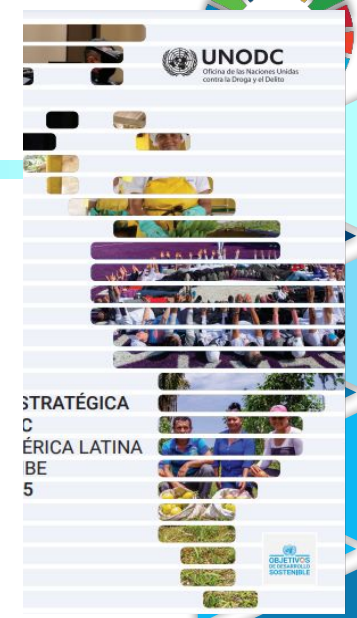 UNODC
Oficina de las Naciones Unidas
contra la Droga y el Delito
STRATÉGICA
C
ÉRICA LATINA
IBE
5
OBJETIVOS
DE DESARROLLO
SOSTENIBLE